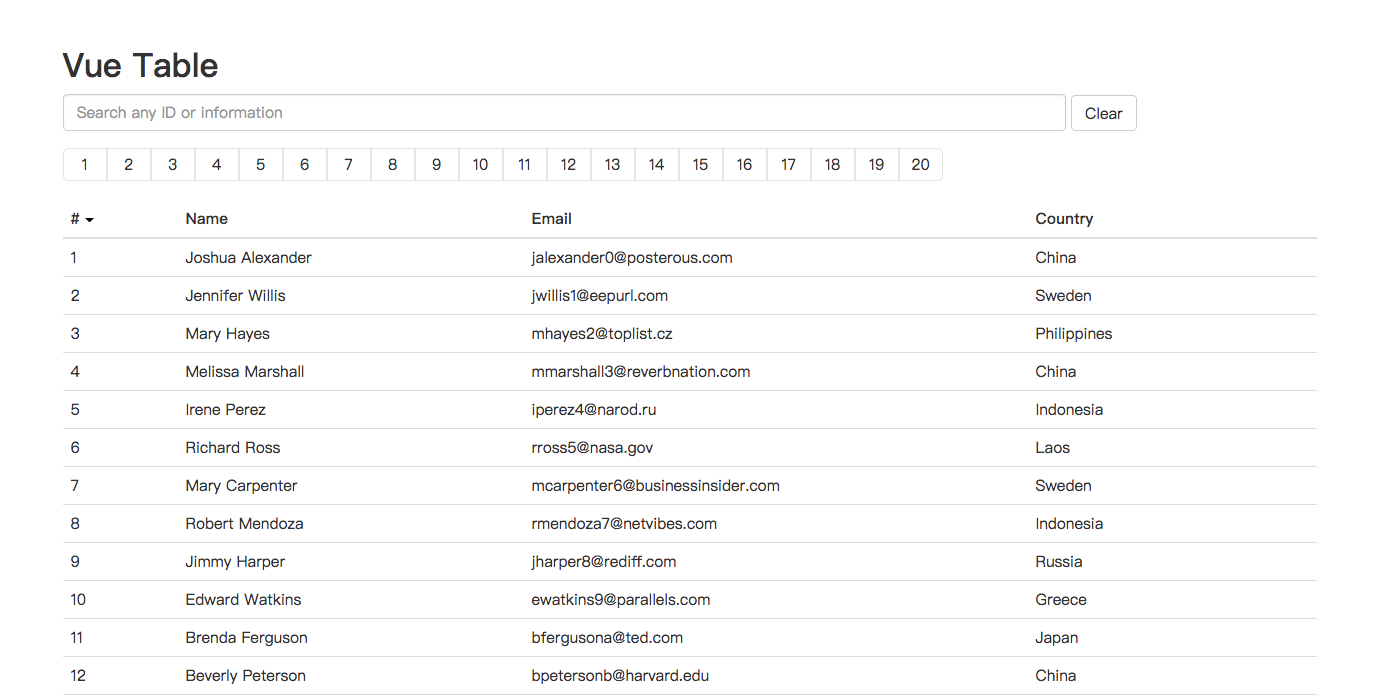 Vue Table
Search any ID or information Clear
1 2 3 4 5 6 7 8 9 10 11 12 13 14 15 16 17 18 19 20
# Name Email Country
1 Joshua Alexander jalexander0@posterous.com China
2 Jennifer Willis jwillis1@eepurl.com Sweden
3 Mary Hayes mhayes2@toplist.cz Philippines
4 Melissa Marshall mmarshall3@reverbnation.com China
5 Irene Perez iperez4@narod.ru Indonesia
6 Richard Ross rross5@nasa.gov Laos
7 Mary Carpenter mcarpenter6@businessinsider.com Sweden
8 Robert Mendoza rmendoza7@netvibes.com Indonesia
9 Jimmy Harper jharper8@rediff.com Russia
10 Edward Watkins ewatkins9@parallels.com Greece
11 Brenda Ferguson bfergusona@ted.com Japan
12 Beverly Peterson bpetersonb@harvard.edu China